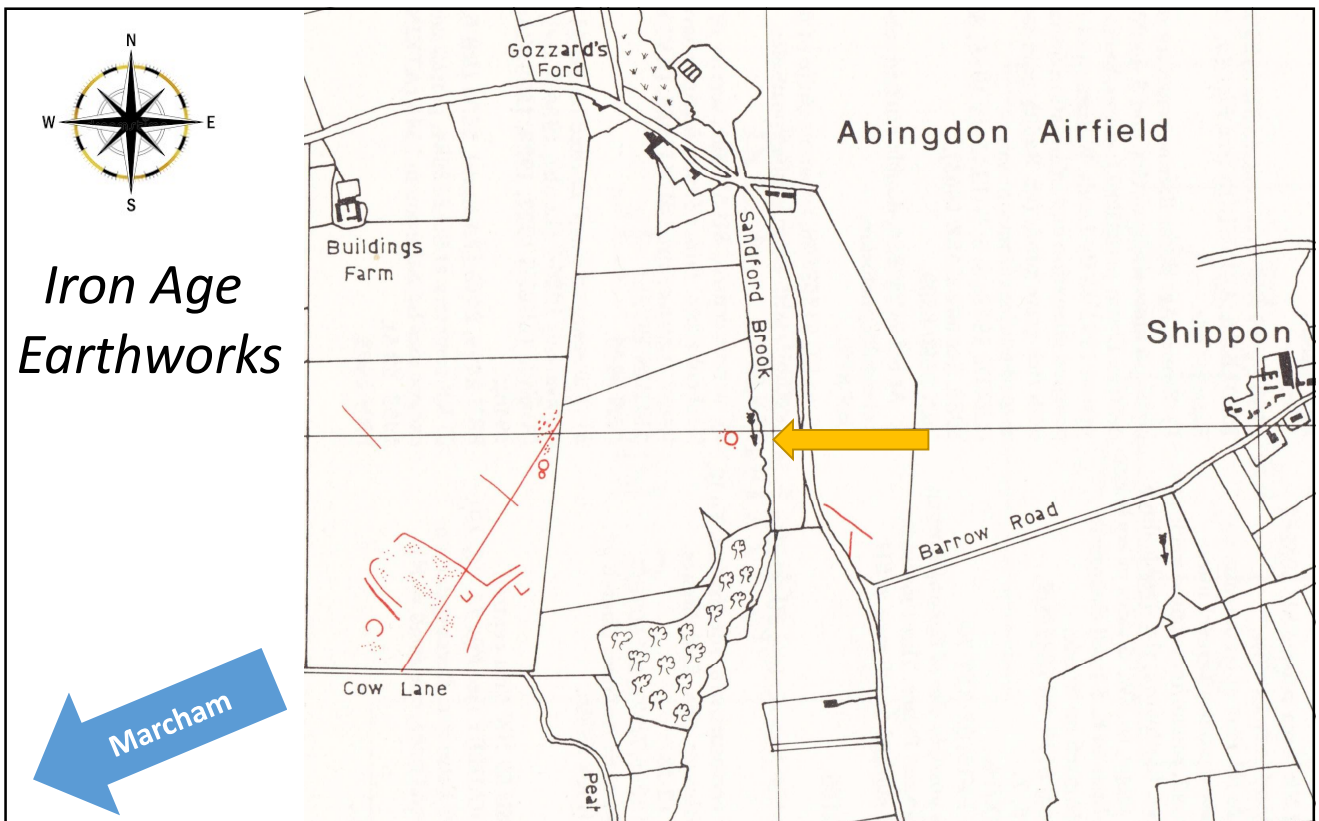 N
W
E
S
Iron Age
Earthworks
Marcham
Gozzard's
Ford
Abingdon Airfield
Buildings
Farm
Sandford Brook
Shippon
Barrow Road
Cow Lane
Peat